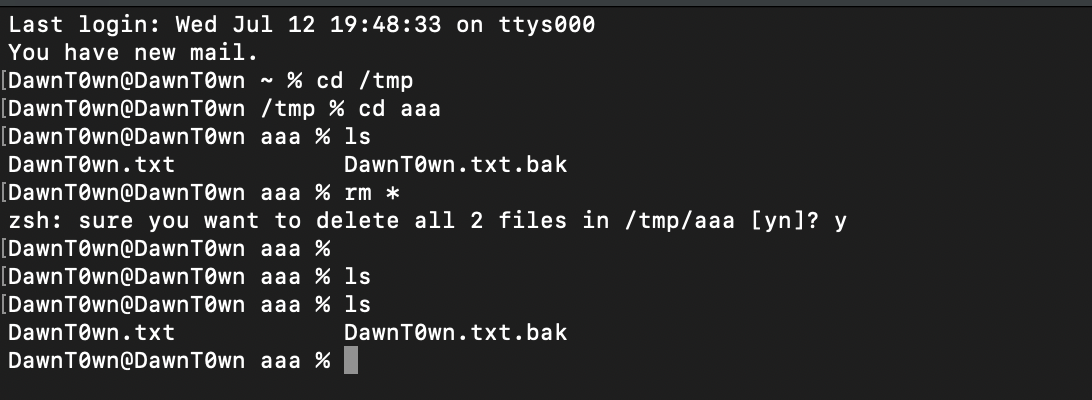 Last login: Wed Jul 12 19:48:33 on ttys000
You have new mail.
[DawnT0wn@DawnT0wn ~ % cd /tmp
[DawnT0wn@DawnT0wn /tmp % cd aaa
[DawnT0wn@DawnT0wn aaa % ls
DawnT0wn.txt DawnT0wn.txt.bak
[DawnT0wn@DawnT0wn aaa % rm *
zsh: sure you want to delete all 2 files in /tmp/aaa [yn]? y
[DawnT0wn@DawnT0wn aaa %
[DawnT0wn@DawnT0wn aaa % ls
[DawnT0wn@DawnT0wn aaa % ls
DawnT0wn.txt DawnT0wn.txt.bak
DawnT0wn@DawnT0wn aaa %